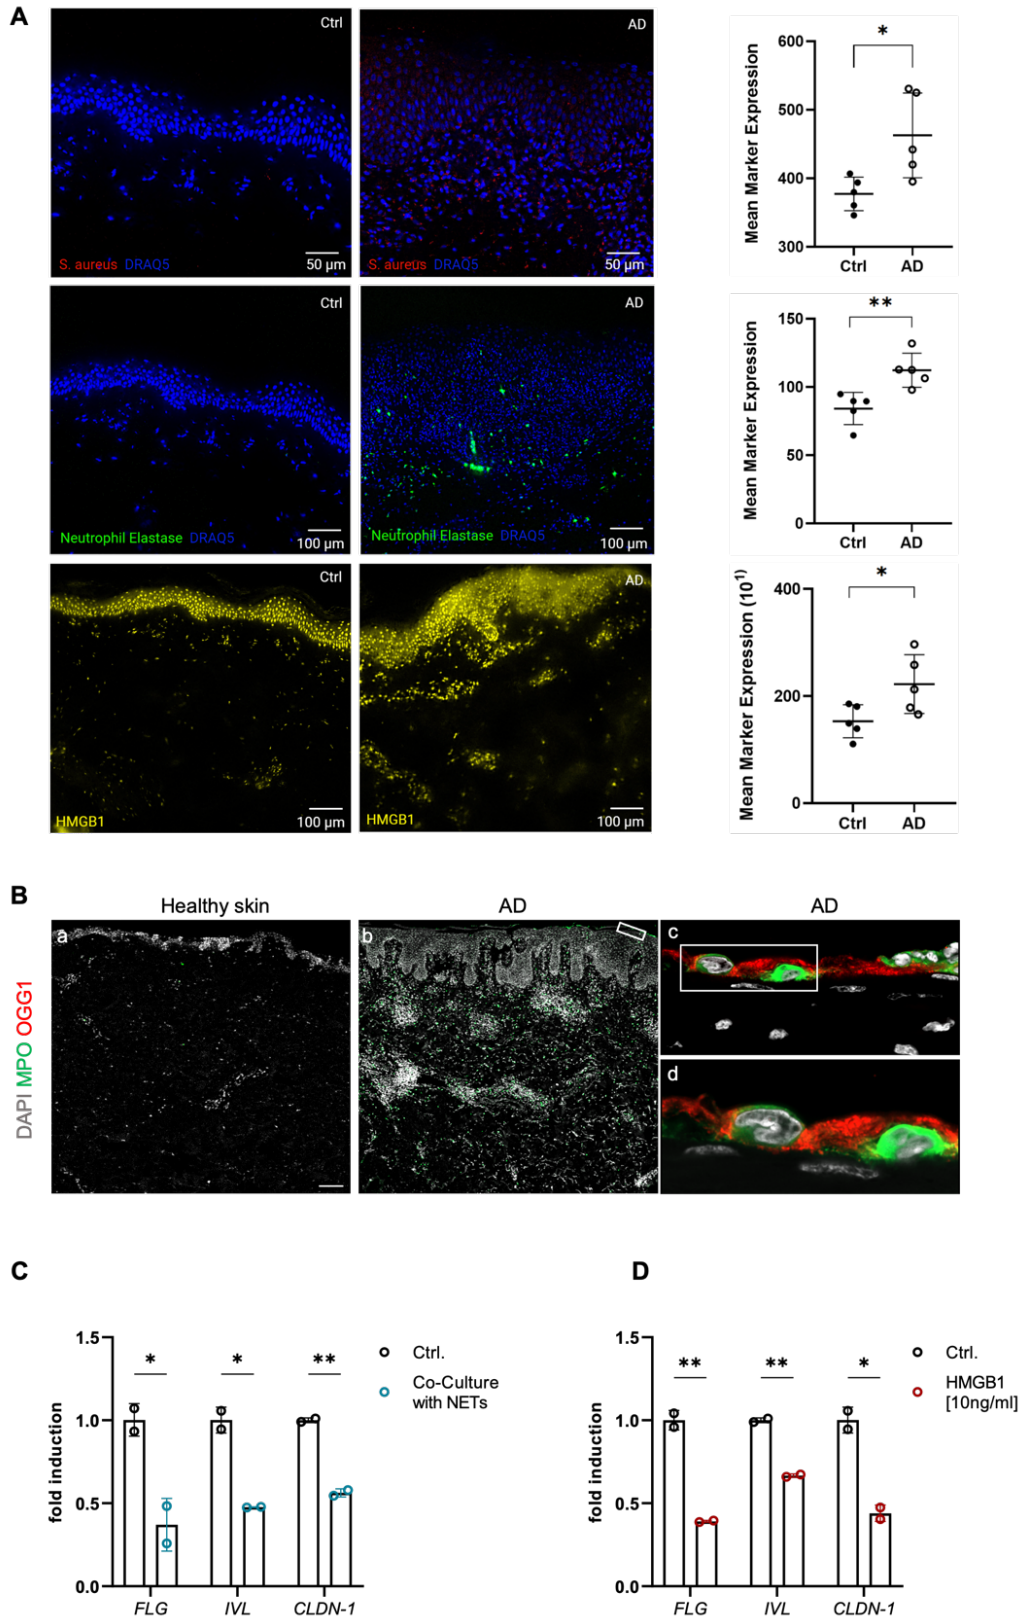 A
Ctrl
S. aureus DRAQ5
50 µm
AD
S. aureus DRAQ5
50 µm
Mean Marker Expression
600
500
400
300
*
Ctrl AD
Ctrl
Neutrophil Elastase DRAQ5
100 µm
AD
Neutrophil Elastase DRAQ5
100 µm
Mean Marker Expression
150
100
50
0
**
Ctrl AD
Ctrl
HMGB1
100 µm
AD
HMGB1
100 µm
Mean Marker Expression (10¹)
400
200
0
*
Ctrl AD
B
Healthy skin
AD
AD
DAPI MPO OGG1
a
b
c
d
C
fold induction
1.5
1.0
0.5
0.0
* * **
FLG IVL CLDN-1
Ctrl.
Co-Culture
with NETs
D
fold induction
1.5
1.0
0.5
0.0
** ** *
FLG IVL CLDN-1
Ctrl.
HMGB1
[10ng/ml]